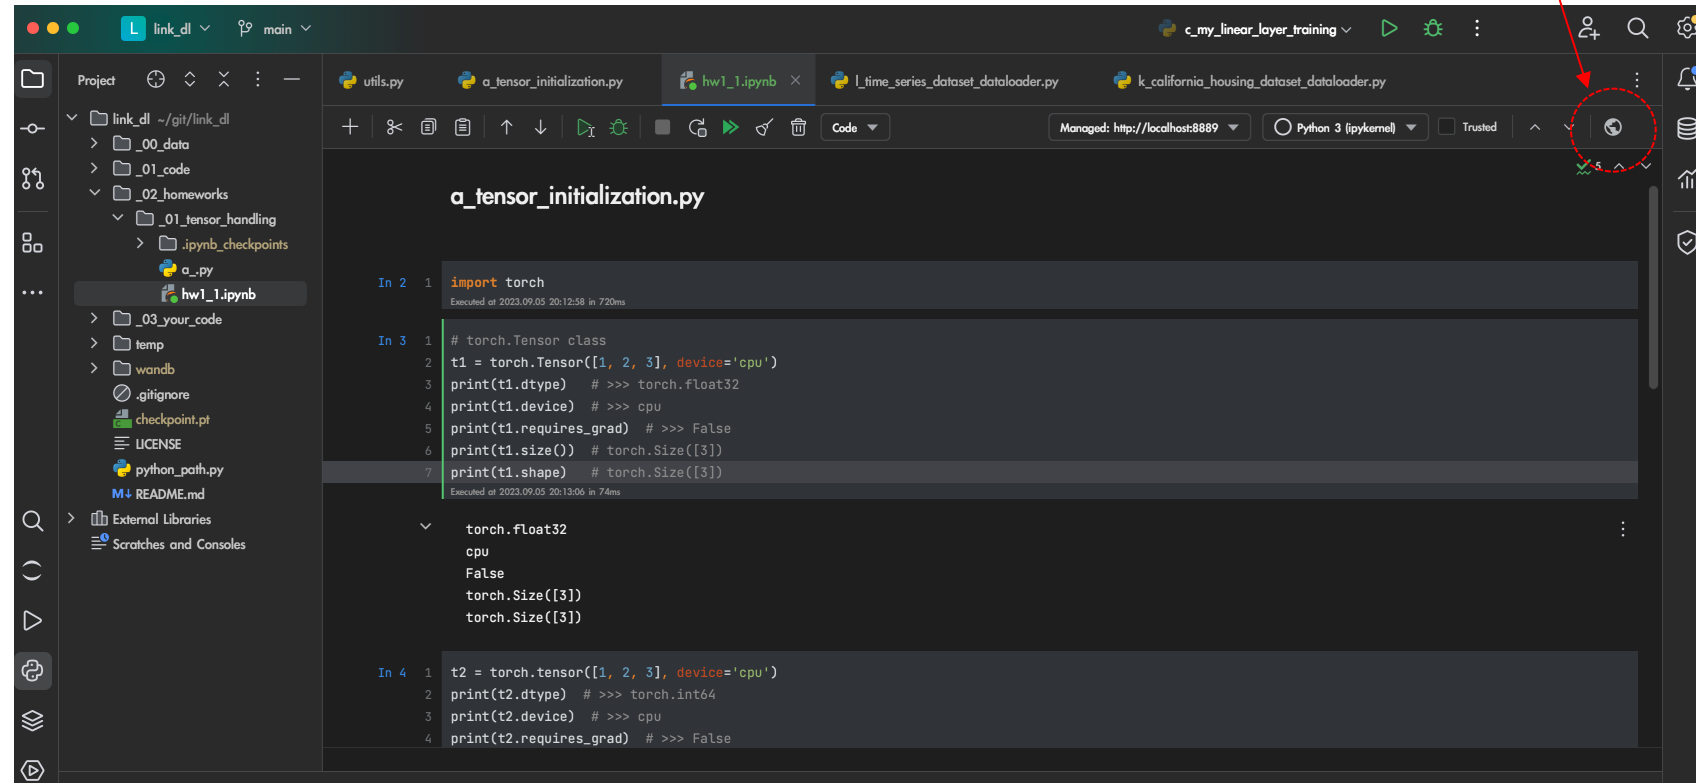 L link_dl main c_my_linear_layer_training
Project utils.py a_tensor_initialization.py hw1_1.ipynb l_time_series_dataset_dataloader.py k_california_housing_dataset_dataloader.py
Code Managed: http://localhost:8889 Python 3 (ipykernel) Trusted
link_dl ~/git/link_dl
_00_data
_01_code
_02_homeworks
_01_tensor_handling
.ipynb_checkpoints
a_.py
hw1_1.ipynb
_03_your_code
temp
wandb
.gitignore
checkpoint.pt
LICENSE
python_path.py
M↓ README.md
External Libraries
Scratches and Consoles
5
a_tensor_initialization.py
In 2 1 import torch
Executed at 2023.09.05 20:12:58 in 720ms
In 3 1 # torch.Tensor class
2 t1 = torch.Tensor([1, 2, 3], device='cpu')
3 print(t1.dtype)   # >>> torch.float32
4 print(t1.device)  # >>> cpu
5 print(t1.requires_grad)  # >>> False
6 print(t1.size())  # torch.Size([3])
7 print(t1.shape)   # torch.Size([3])
Executed at 2023.09.05 20:13:06 in 74ms
torch.float32
cpu
False
torch.Size([3])
torch.Size([3])
In 4 1 t2 = torch.tensor([1, 2, 3], device='cpu')
2 print(t2.dtype)  # >>> torch.int64
3 print(t2.device)  # >>> cpu
4 print(t2.requires_grad)  # >>> False